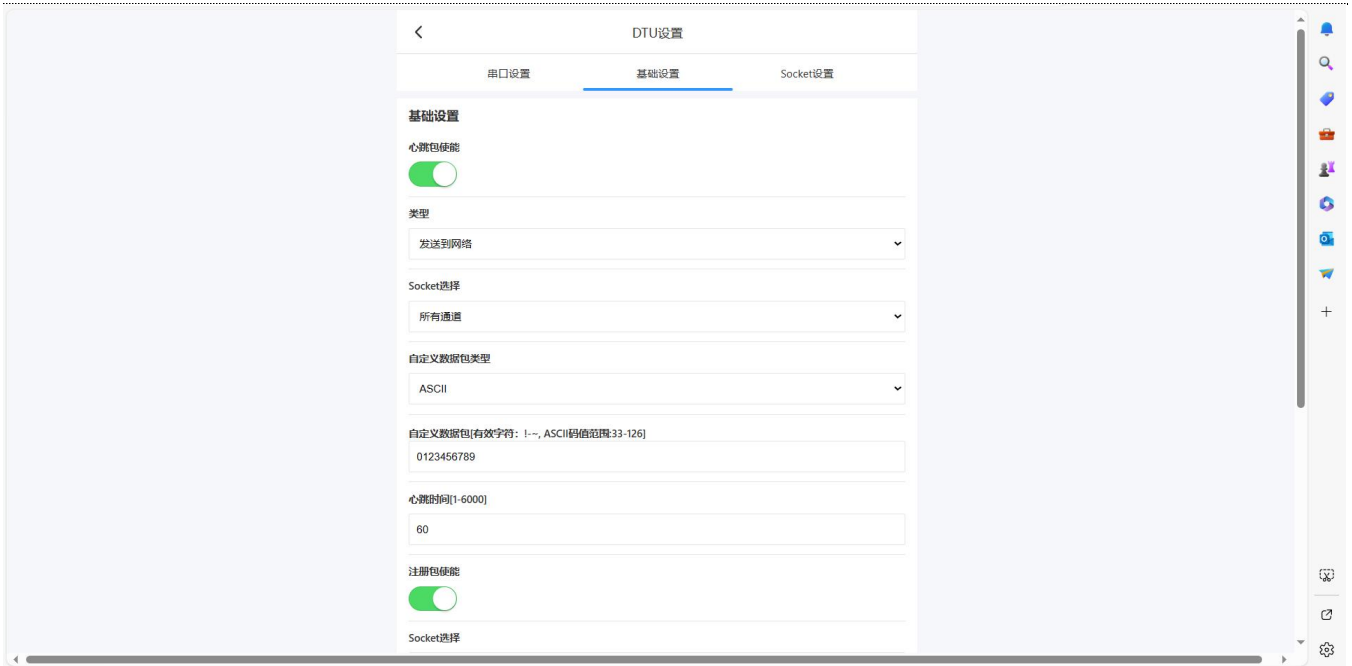 DTU设置
串口设置 基础设置 Socket设置
基础设置
心跳包使能
类型
发送到网络
Socket选择
所有通道
自定义数据包类型
ASCII
自定义数据包[有效字符：!-~, ASCII码值范围:33-126]
0123456789
心跳时间[1-6000]
60
注册包使能
Socket选择